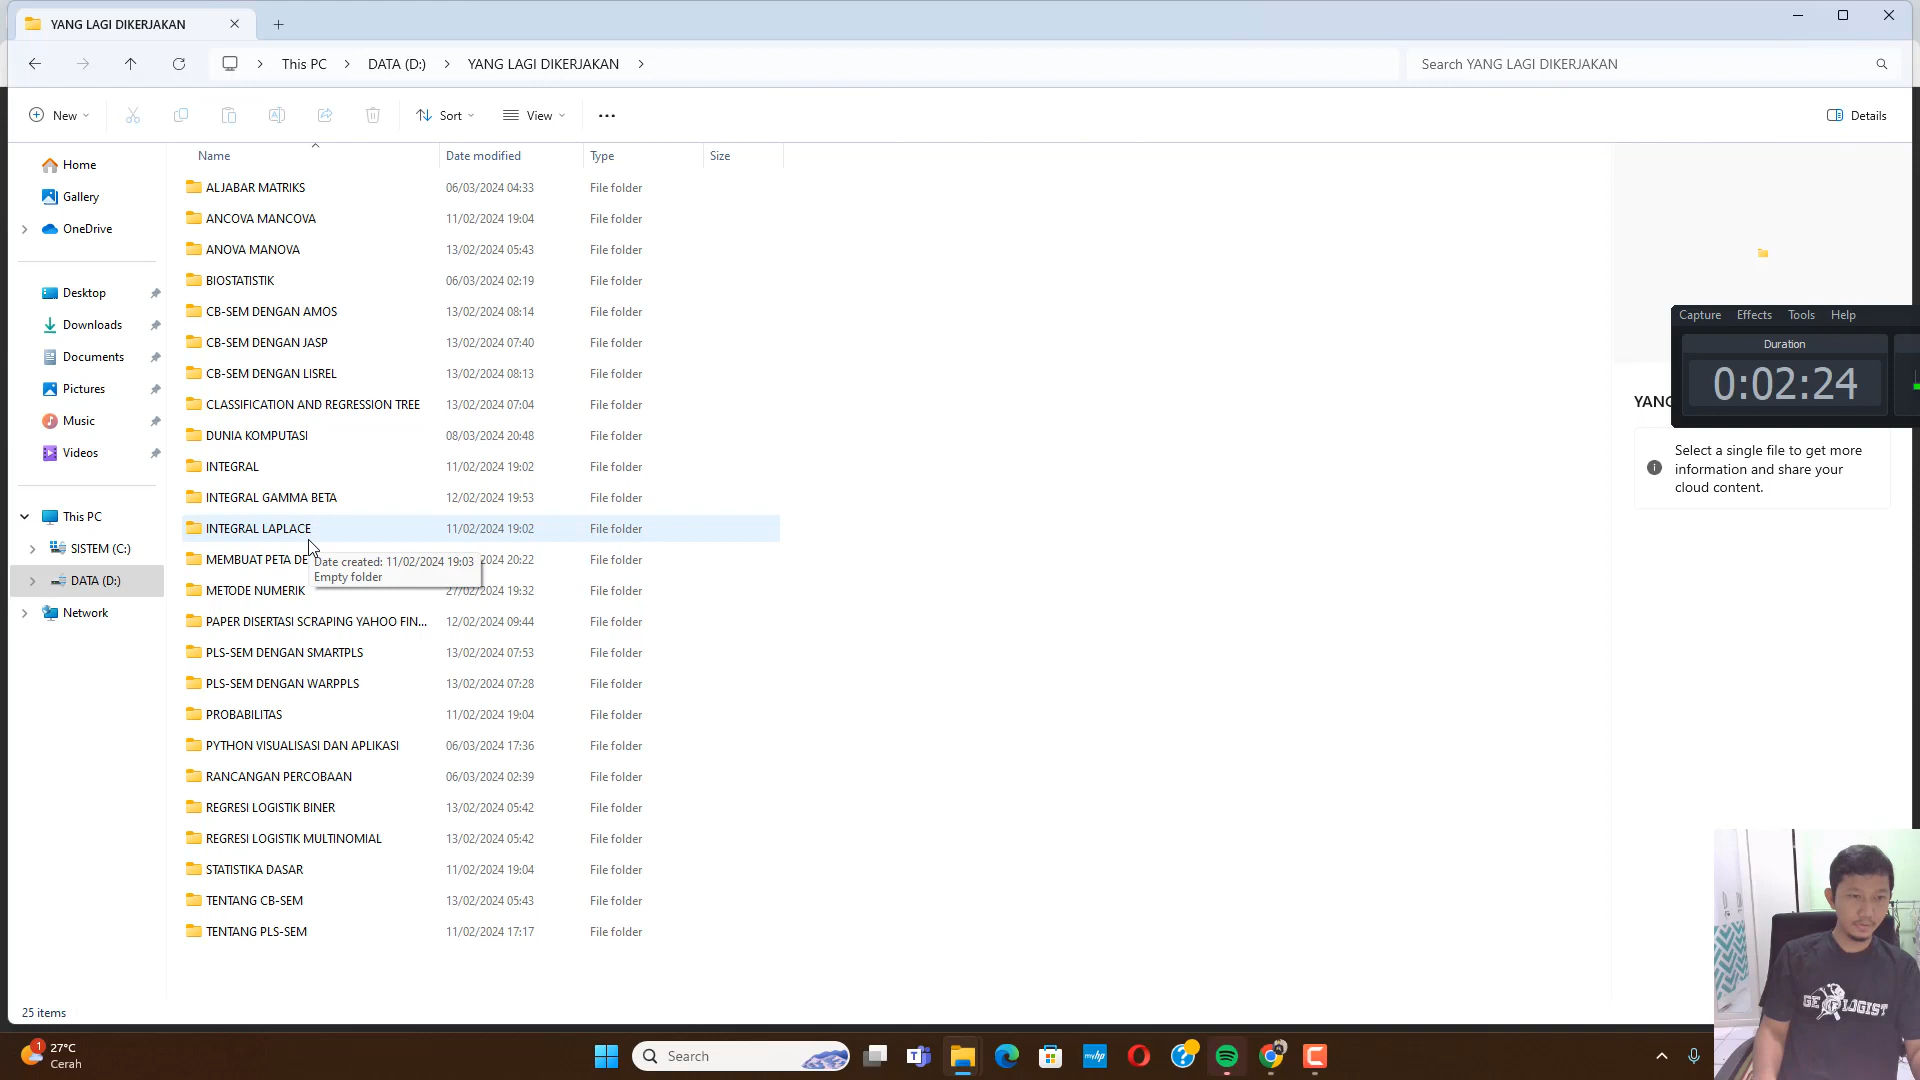 YANG LAGI DIKERJAKAN
This PC > DATA (D:) > YANG LAGI DIKERJAKAN >
Search YANG LAGI DIKERJAKAN
New
Sort
View
Details
Home
Gallery
OneDrive
Desktop
Downloads
Documents
Pictures
Music
Videos
This PC
SISTEM (C:)
DATA (D:)
Network
Name Date modified Type Size
ALJABAR MATRIKS 06/03/2024 04:33 File folder
ANCOVA MANCOVA 11/02/2024 19:04 File folder
ANOVA MANOVA 13/02/2024 05:43 File folder
BIOSTATISTIK 06/03/2024 02:19 File folder
CB-SEM DENGAN AMOS 13/02/2024 08:14 File folder
CB-SEM DENGAN JASP 13/02/2024 07:40 File folder
CB-SEM DENGAN LISREL 13/02/2024 08:13 File folder
CLASSIFICATION AND REGRESSION TREE 13/02/2024 07:04 File folder
DUNIA KOMPUTASI 08/03/2024 20:48 File folder
INTEGRAL 11/02/2024 19:02 File folder
INTEGRAL GAMMA BETA 12/02/2024 19:53 File folder
INTEGRAL LAPLACE 11/02/2024 19:02 File folder
MEMBUAT PETA DE 2024 20:22 File folder
Date created: 11/02/2024 19:03
Empty folder
METODE NUMERIK 27/02/2024 19:32 File folder
PAPER DISERTASI SCRAPING YAHOO FIN... 12/02/2024 09:44 File folder
PLS-SEM DENGAN SMARTPLS 13/02/2024 07:53 File folder
PLS-SEM DENGAN WARPPLS 13/02/2024 07:28 File folder
PROBABILITAS 11/02/2024 19:04 File folder
PYTHON VISUALISASI DAN APLIKASI 06/03/2024 17:36 File folder
RANCANGAN PERCOBAAN 06/03/2024 02:39 File folder
REGRESI LOGISTIK BINER 13/02/2024 05:42 File folder
REGRESI LOGISTIK MULTINOMIAL 13/02/2024 05:42 File folder
STATISTIKA DASAR 11/02/2024 19:04 File folder
TENTANG CB-SEM 13/02/2024 05:43 File folder
TENTANG PLS-SEM 11/02/2024 17:17 File folder
Capture Effects Tools Help
Duration
0:02:24
YANG
Select a single file to get more
information and share your
cloud content.
25 items
GEOLOGIST
1
27°C
Cerah
Search
myhp